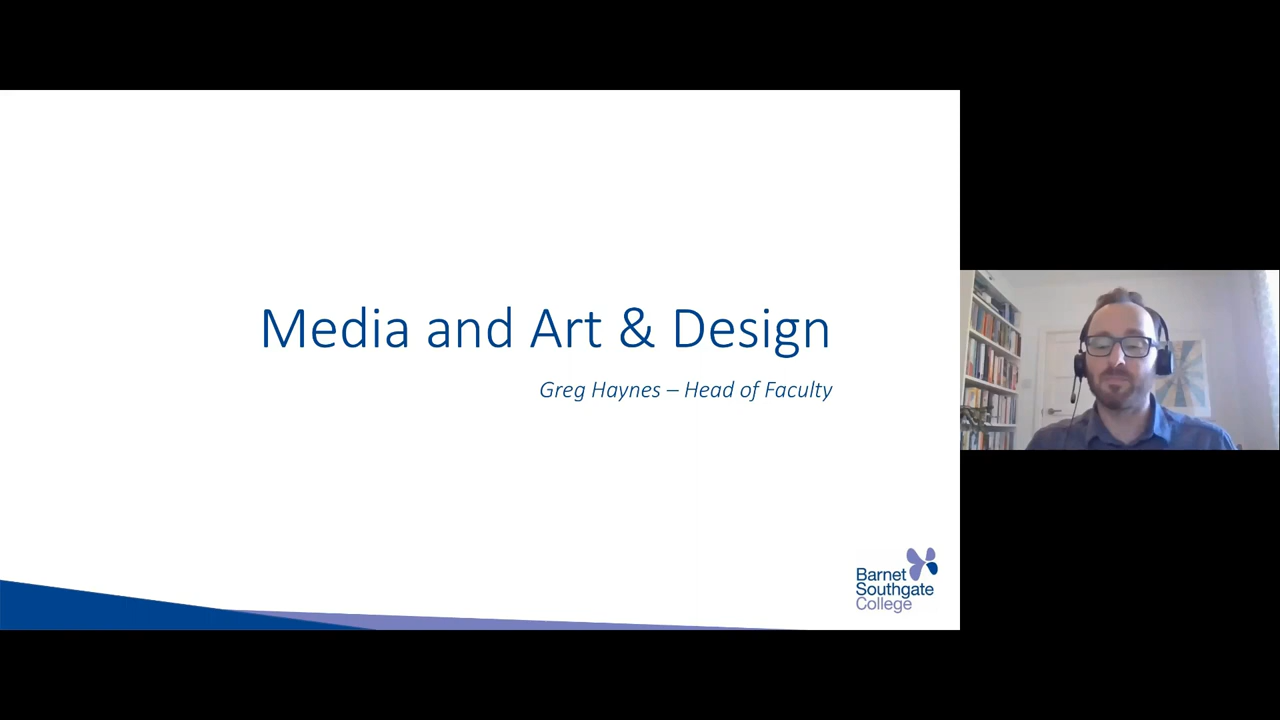 Media and Art & Design
Greg Haynes – Head of Faculty
Barnet
Southgate
College